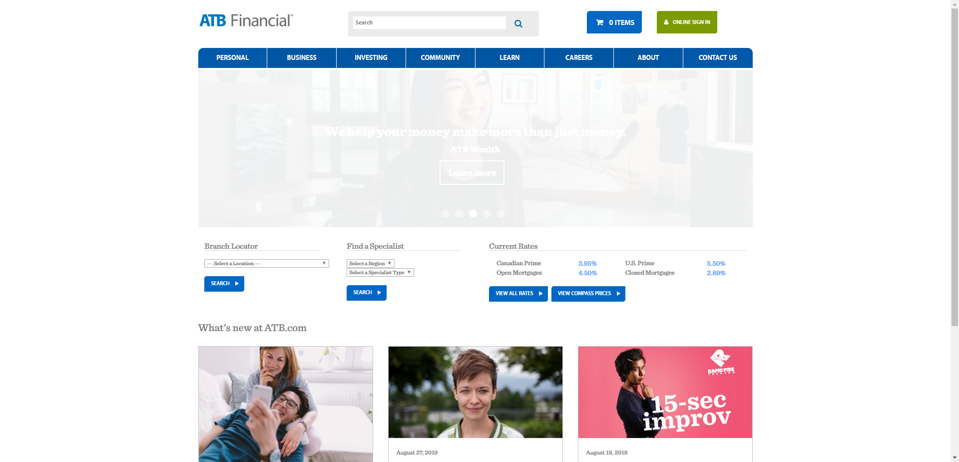 ATB Financial®
Search
0 ITEMS
ONLINE SIGN IN
PERSONAL
BUSINESS
INVESTING
COMMUNITY
LEARN
CAREERS
ABOUT
CONTACT US
We help your money make more than just money.
ATB Wealth
Learn more
Branch Locator
--- Select a Location ---
SEARCH
Find a Specialist
Select a Region
Select a Specialist Type
SEARCH
Current Rates
Canadian Prime 3.95% U.S. Prime 5.50%
Open Mortgages 4.50% Closed Mortgages 2.89%
VIEW ALL RATES
VIEW COMPASS PRICES
What's new at ATB.com
RAPID FIRE
15-sec
improv
August 27, 2019
August 19, 2019